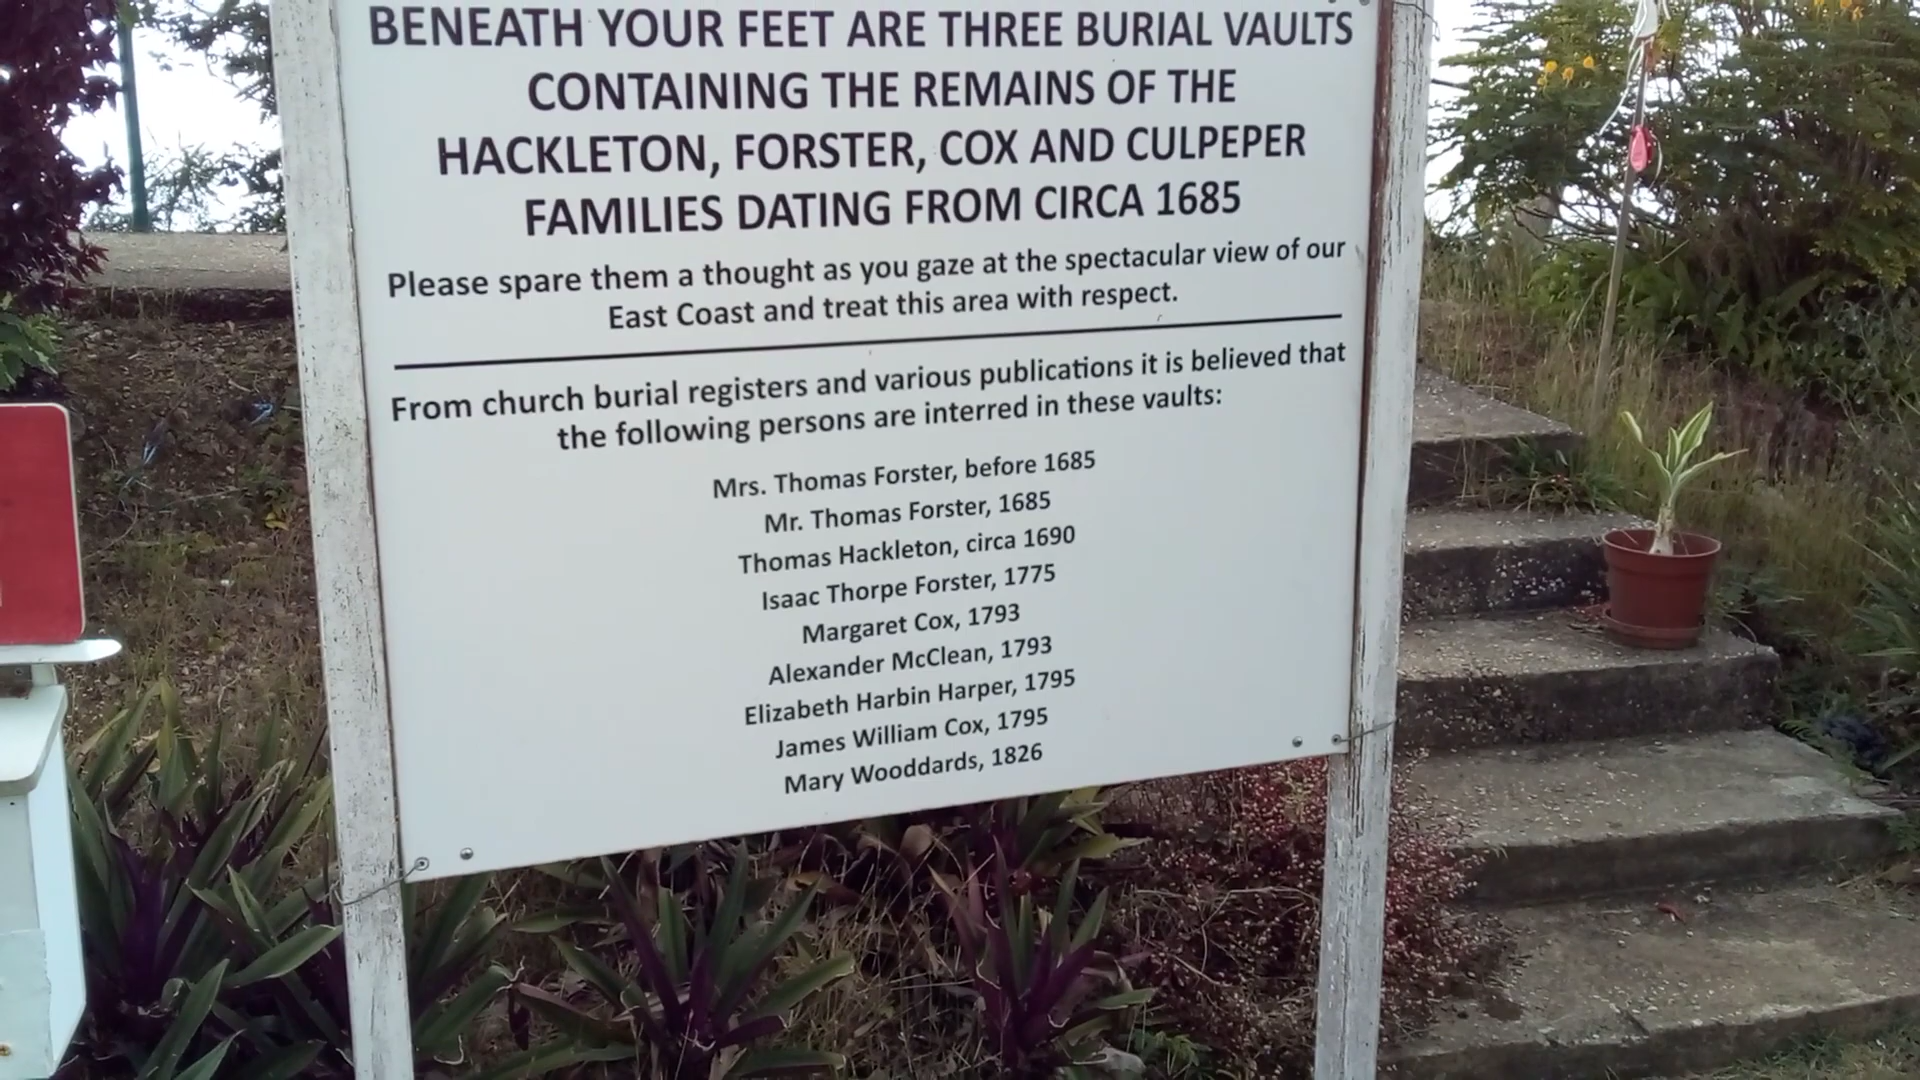 BENEATH YOUR FEET ARE THREE BURIAL VAULTS
CONTAINING THE REMAINS OF THE
HACKLETON, FORSTER, COX AND CULPEPER
FAMILIES DATING FROM CIRCA 1685
Please spare them a thought as you gaze at the spectacular view of our
East Coast and treat this area with respect.
From church burial registers and various publications it is believed that
the following persons are interred in these vaults:
Mrs. Thomas Forster, before 1685
Mr. Thomas Forster, 1685
Thomas Hackleton, circa 1690
Isaac Thorpe Forster, 1775
Margaret Cox, 1793
Alexander McClean, 1793
Elizabeth Harbin Harper, 1795
James William Cox, 1795
Mary Wooddards, 1826